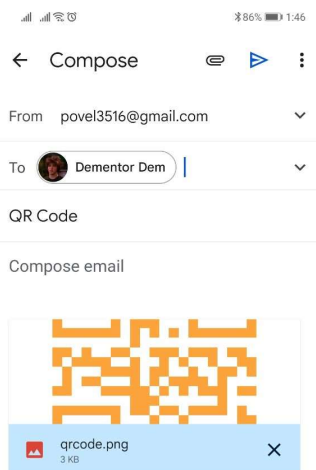 86% 1:46
Compose
From povel3516@gmail.com
To Dementor Dem
QR Code
Compose email
qrcode.png
3 KB